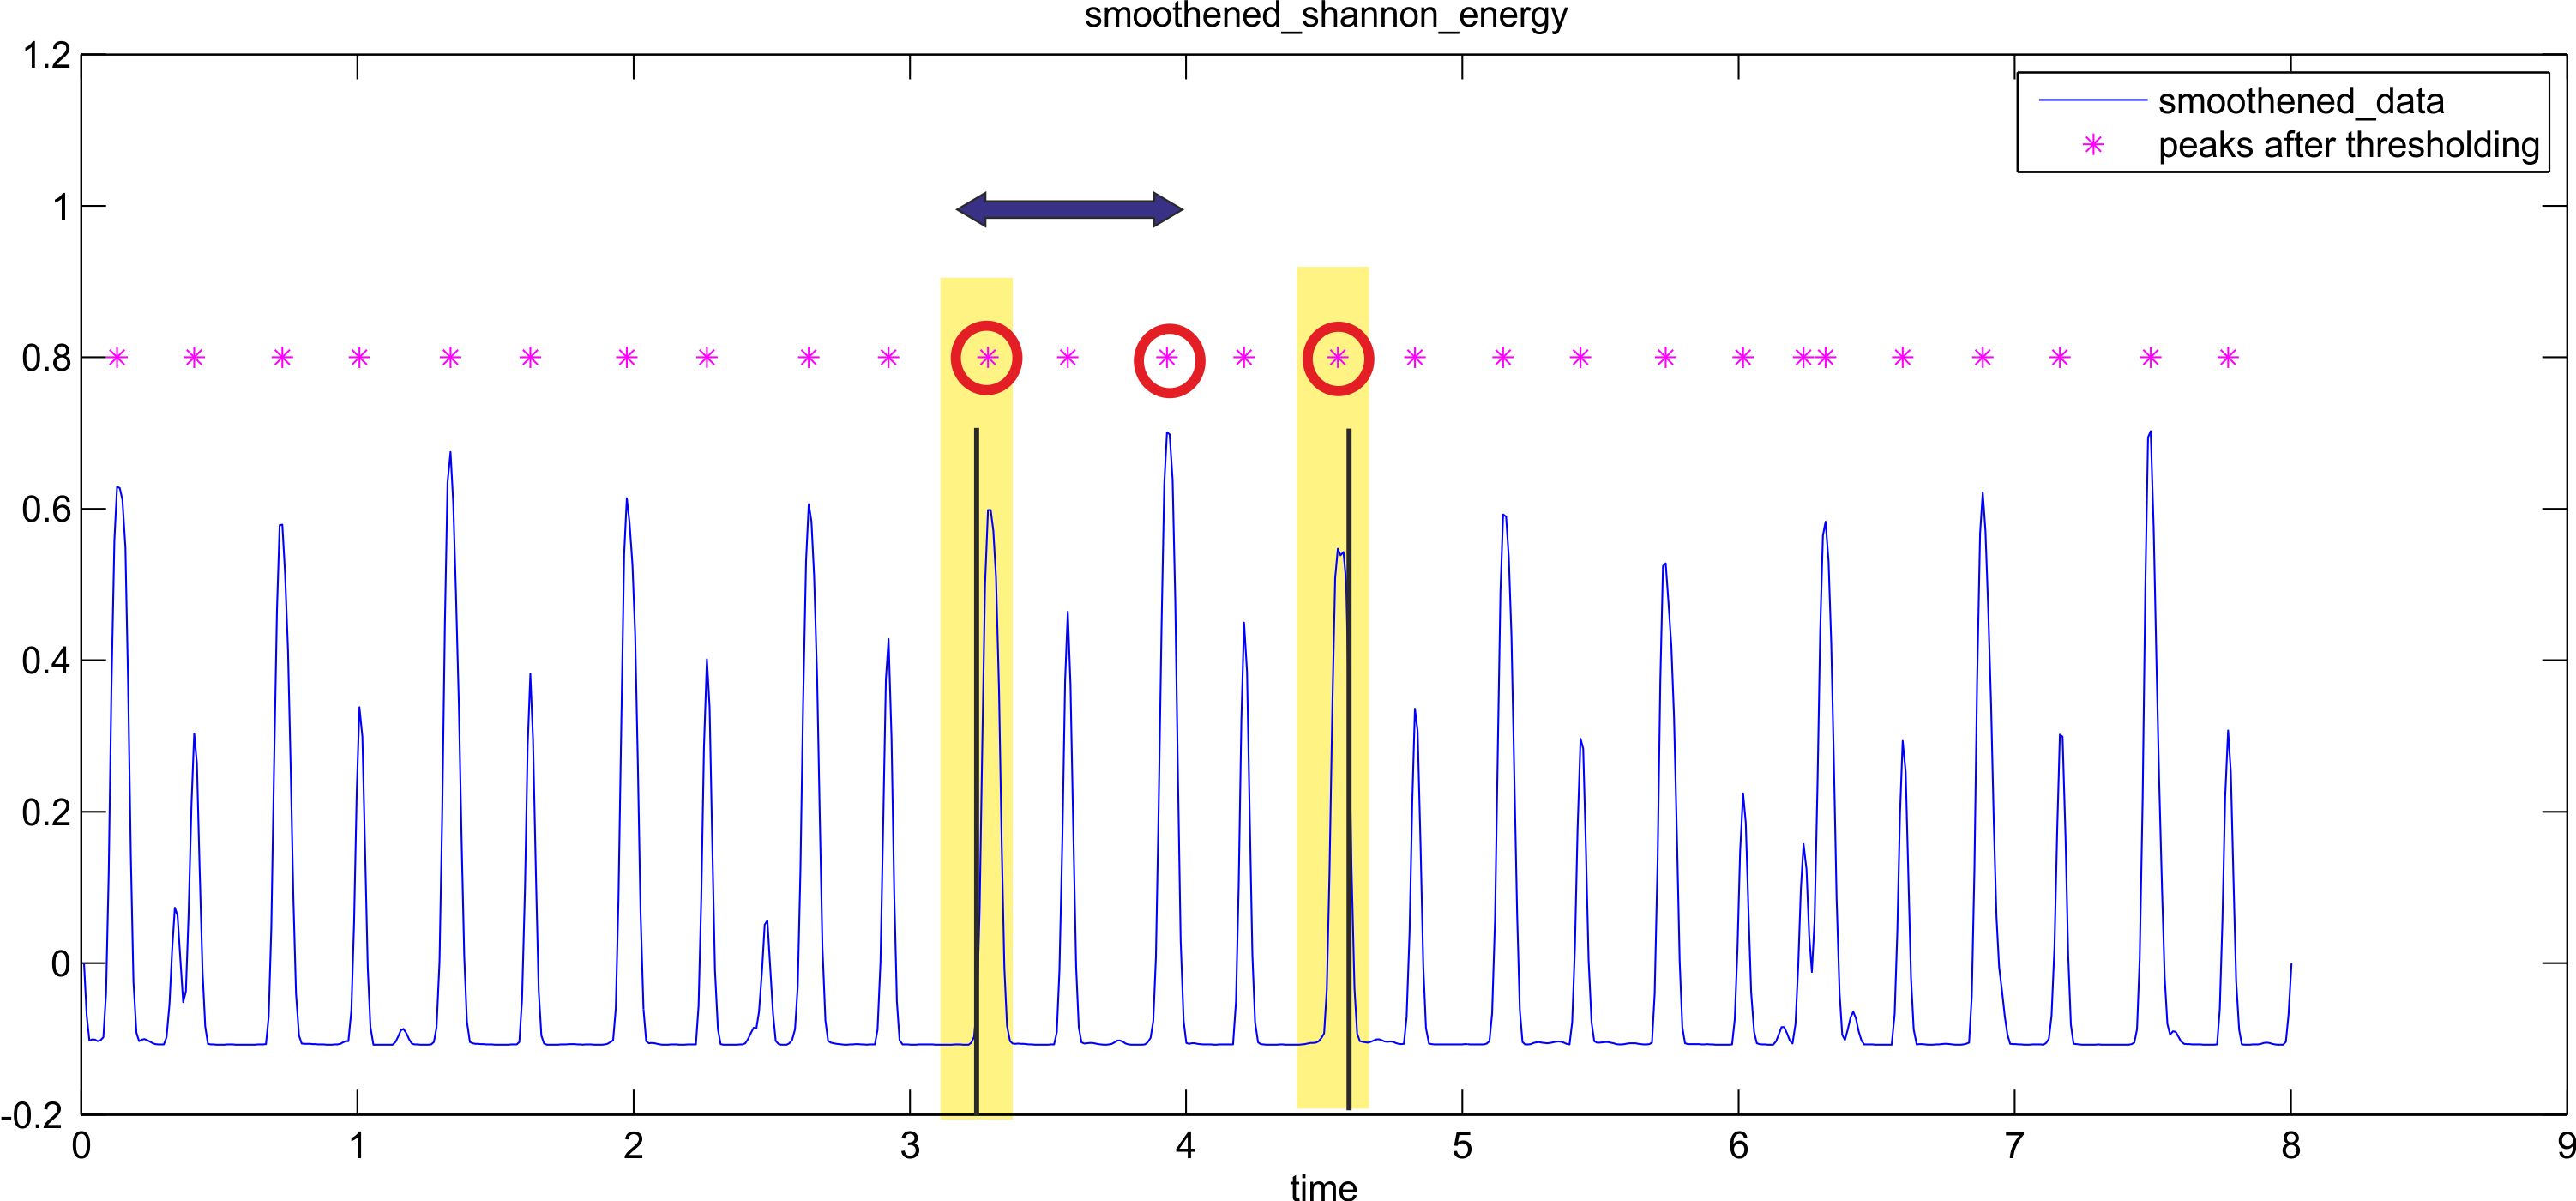 smoothened_shannon_energy
1.2
1
0.8
0.6
0.4
0.2
0
-0.2
smoothened_data
peaks after thresholding
0 1 2 3 4 5 6 7 8 9
time